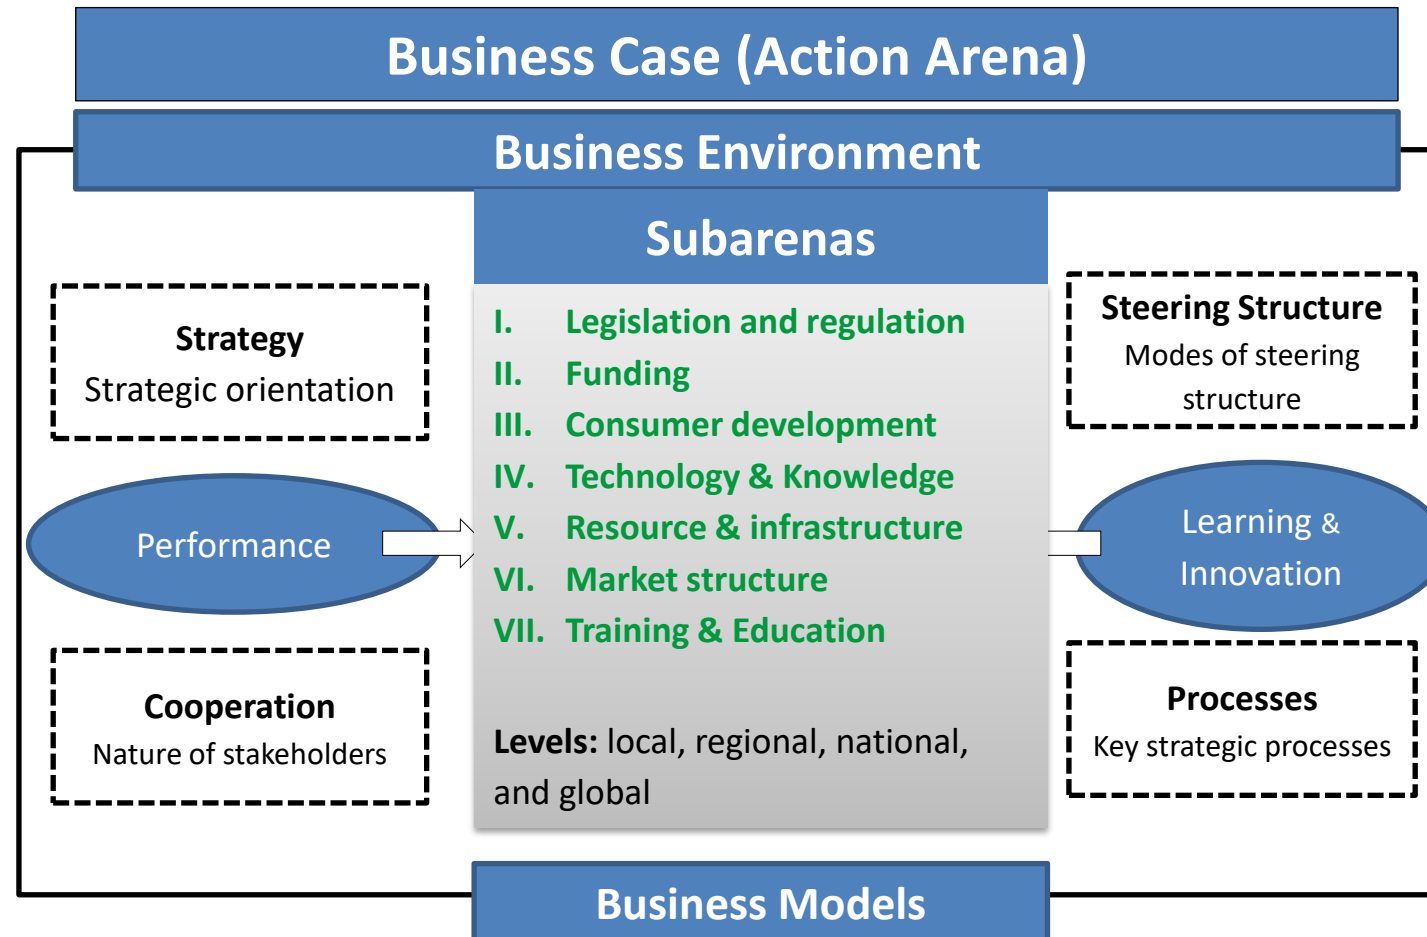 Business Case (Action Arena)
Business Environment
Subarenas
Strategy
Strategic orientation
Performance
Cooperation
Nature of stakeholders
I. Legislation and regulation
II. Funding
III. Consumer development
IV. Technology & Knowledge
V. Resource & infrastructure
VI. Market structure
VII. Training & Education
Levels: local, regional, national,
and global
Steering Structure
Modes of steering
structure
Learning &
Innovation
Processes
Key strategic processes
Business Models